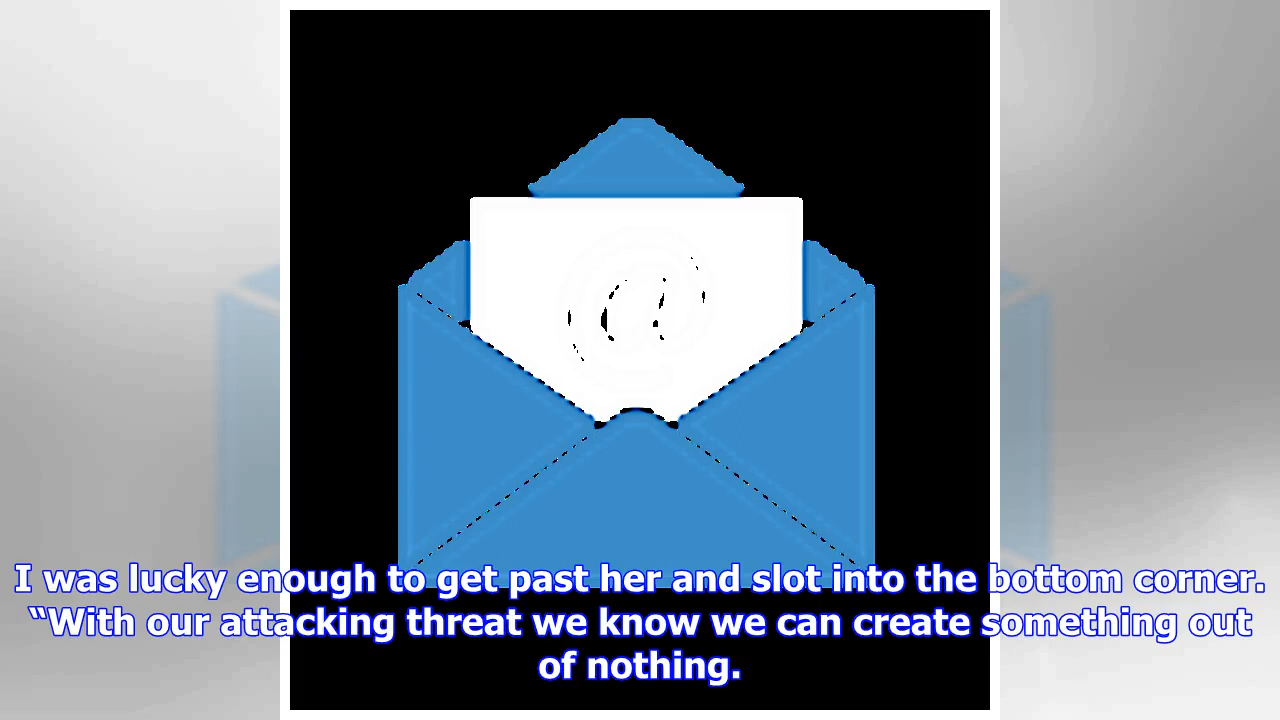 @
I was lucky enough to get past her and slot into the bottom corner.
“With our attacking threat we know we can create something out
of nothing.